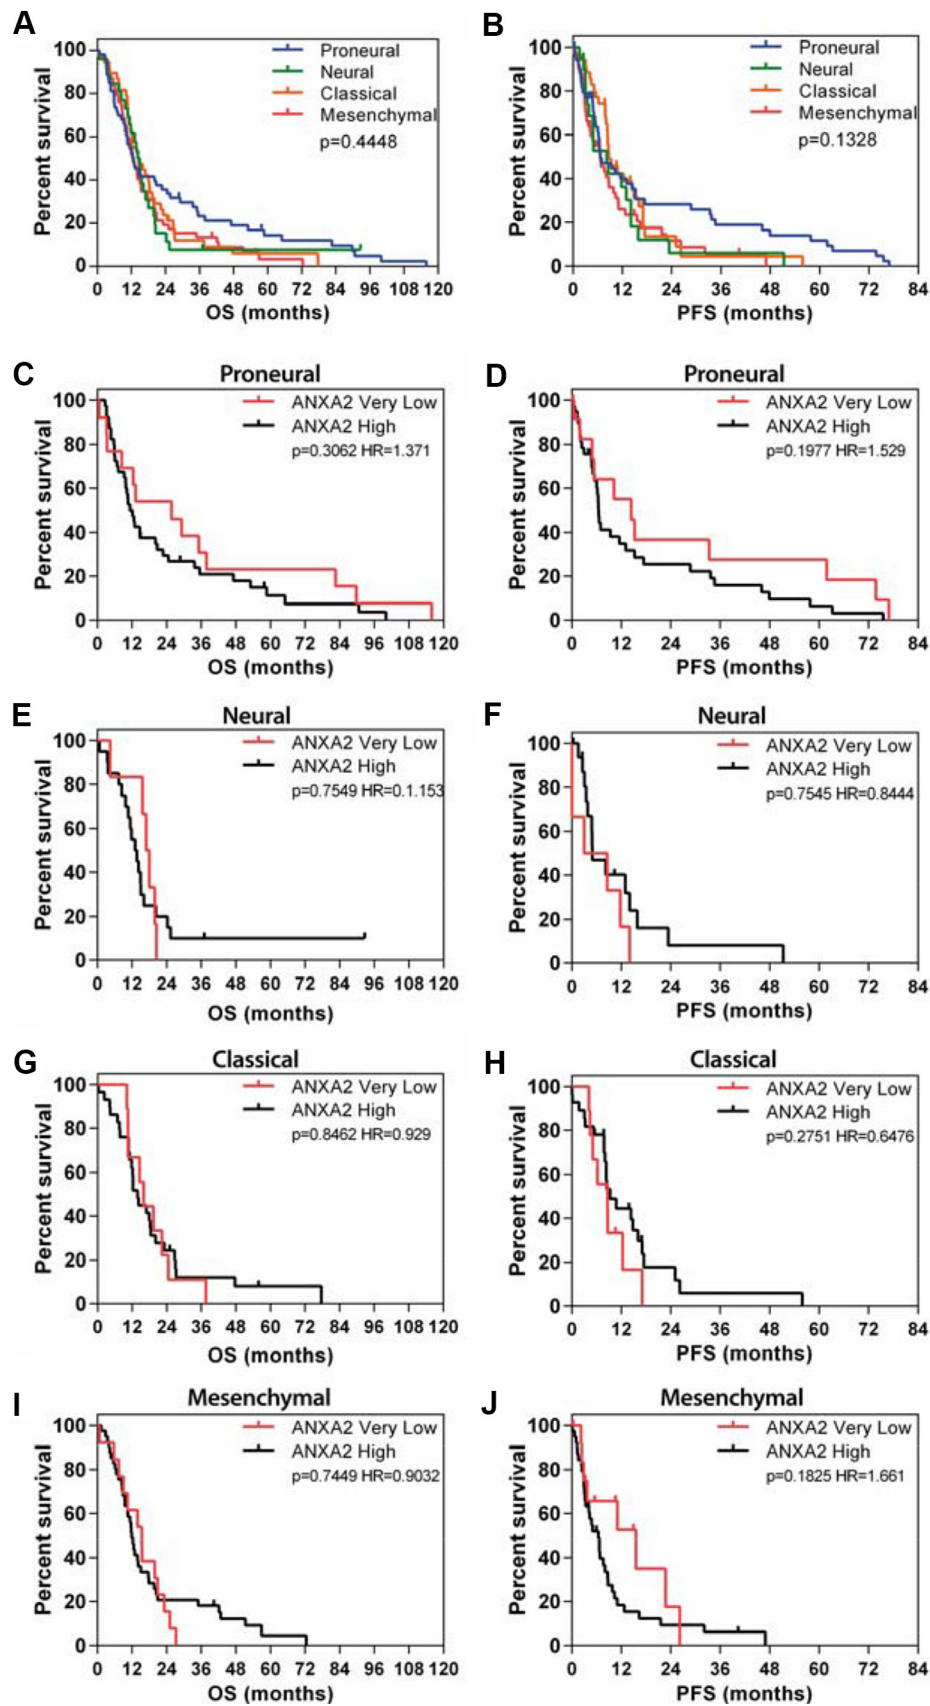 A
100
80
60
40
20
0
Percent survival
Proneural
Neural
Classical
Mesenchymal
p=0.4448
0 12 24 36 48 60 72 84 96 108 120
OS (months)
B
100
80
60
40
20
0
Percent survival
Proneural
Neural
Classical
Mesenchymal
p=0.1328
0 12 24 36 48 60 72 84
PFS (months)
C
Proneural
100
80
60
40
20
0
Percent survival
ANXA2 Very Low
ANXA2 High
p=0.3062 HR=1.371
0 12 24 36 48 60 72 84 96 108 120
OS (months)
D
Proneural
100
80
60
40
20
0
Percent survival
ANXA2 Very Low
ANXA2 High
p=0.1977 HR=1.529
0 12 24 36 48 60 72 84
PFS (months)
E
Neural
100
80
60
40
20
0
Percent survival
ANXA2 Very Low
ANXA2 High
p=0.7549 HR=0.1.153
0 12 24 36 48 60 72 84 96 108 120
OS (months)
F
Neural
100
80
60
40
20
0
Percent survival
ANXA2 Very Low
ANXA2 High
p=0.7545 HR=0.8444
0 12 24 36 48 60 72 84
PFS (months)
G
Classical
100
80
60
40
20
0
Percent survival
ANXA2 Very Low
ANXA2 High
p=0.8462 HR=0.929
0 12 24 36 48 60 72 84 96 108 120
OS (months)
H
Classical
100
80
60
40
20
0
Percent survival
ANXA2 Very Low
ANXA2 High
p=0.2751 HR=0.6476
0 12 24 36 48 60 72 84
PFS (months)
I
Mesenchymal
100
80
60
40
20
0
Percent survival
ANXA2 Very Low
ANXA2 High
p=0.7449 HR=0.9032
0 12 24 36 48 60 72 84 96 108 120
OS (months)
J
Mesenchymal
100
80
60
40
20
0
Percent survival
ANXA2 Very Low
ANXA2 High
p=0.1825 HR=1.661
0 12 24 36 48 60 72 84
PFS (months)